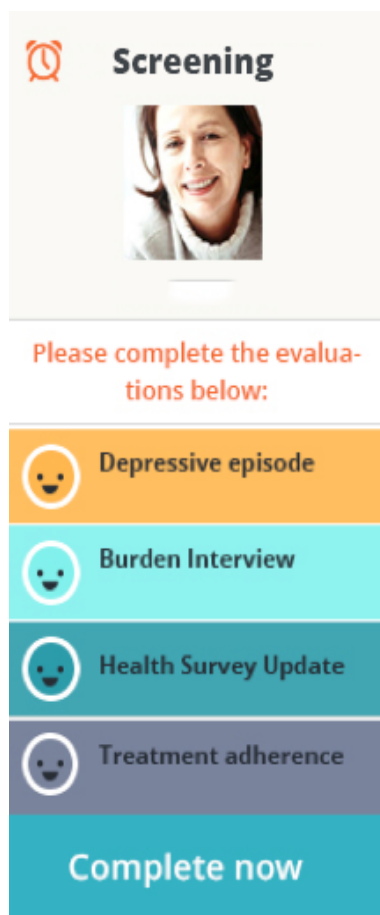 Screening
Please complete the evalua-
tions below:
Depressive episode
Burden Interview
Health Survey Update
Treatment adherence
Complete now